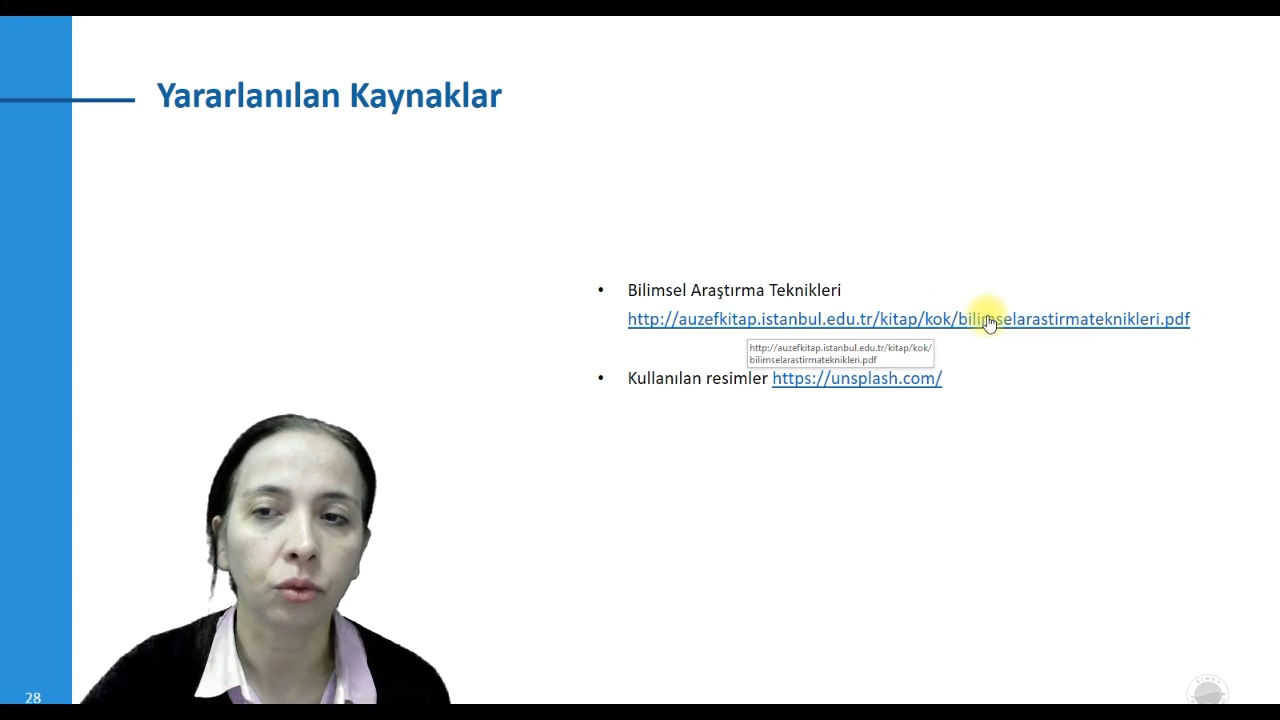 Yararlanılan Kaynaklar
• Bilimsel Araştırma Teknikleri
http://auzefkitap.istanbul.edu.tr/kitap/kok/bilimselarastirmateknikleri.pdf
http://auzefkitap.istanbul.edu.tr/kitap/kok/
bilimselarastirmateknikleri.pdf
• Kullanılan resimler https://unsplash.com/
28